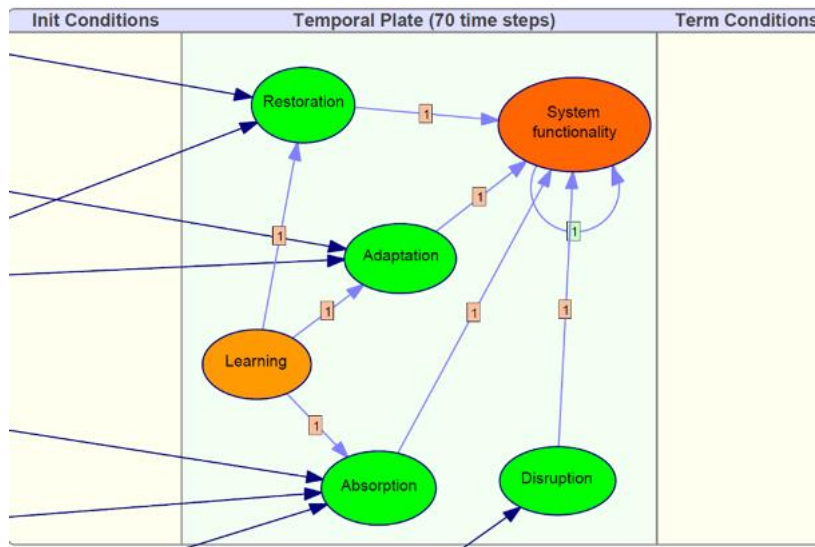 Init Conditions
Temporal Plate (70 time steps)
Term Conditions
Restoration
1
System
functionality
1
1
1
Adaptation
1
1
1
Learning
1
Absorption
Disruption